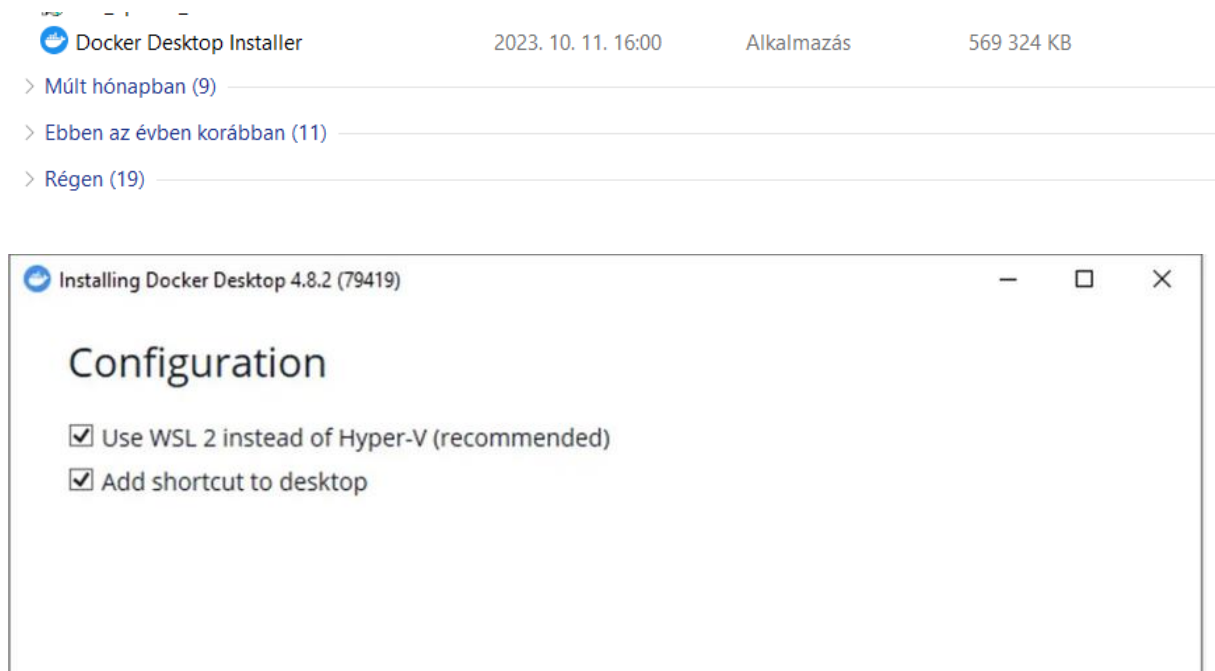 Docker Desktop Installer 2023. 10. 11. 16:00 Alkalmazás 569 324 KB
Múlt hónapban (9)
Ebben az évben korábban (11)
Régen (19)
Installing Docker Desktop 4.8.2 (79419)
Configuration
Use WSL 2 instead of Hyper-V (recommended)
Add shortcut to desktop